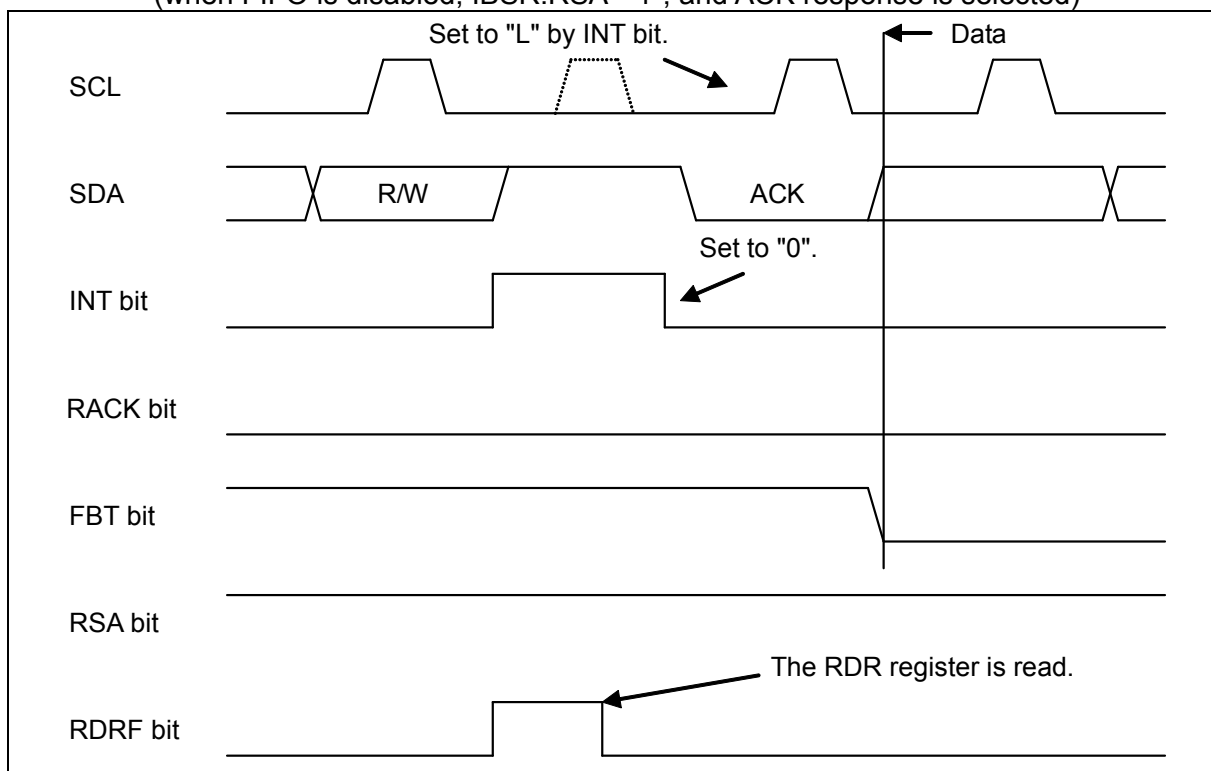 Set to "L" by INT bit.
Data
SCL
SDA
R/W
ACK
Set to "0".
INT bit
RACK bit
FBT bit
RSA bit
The RDR register is read.
RDRF bit